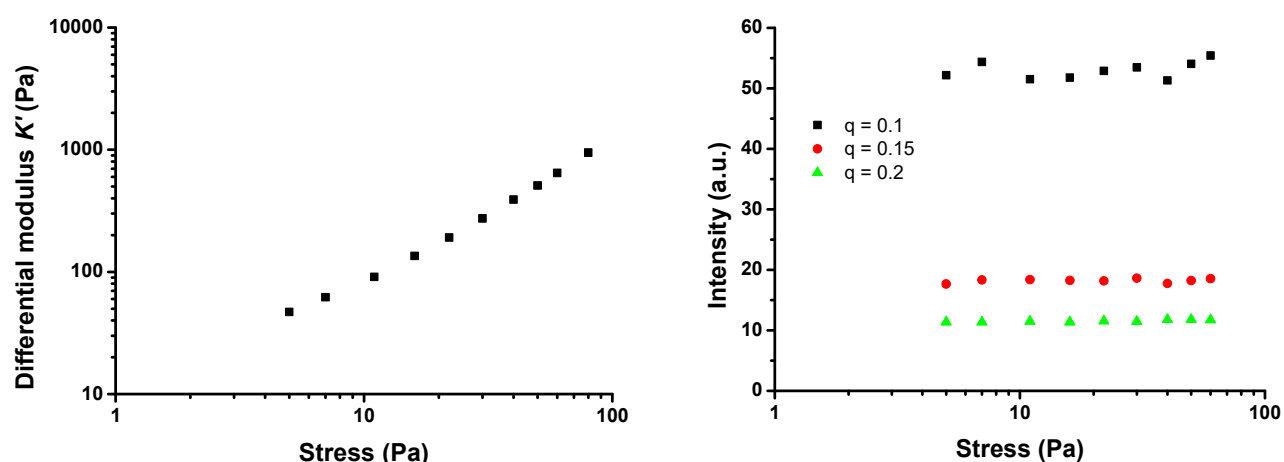 10000
1000
100
10
1
10
100
Differential modulus K' (Pa)
Stress (Pa)
60
50
40
30
20
10
0
1
10
100
Intensity (a.u.)
Stress (Pa)
q = 0.1
q = 0.15
q = 0.2